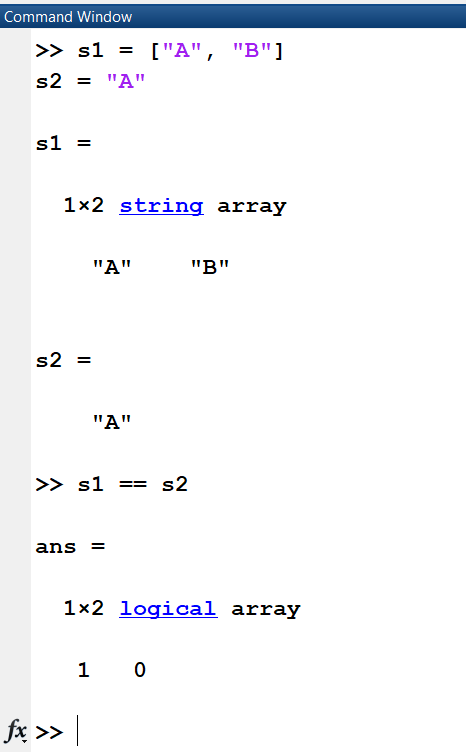 Command Window
>> s1 = ["A", "B"]
s2 = "A"
s1 =
1×2 string array
"A" "B"
s2 =
"A"
>> s1 == s2
ans =
1×2 logical array
1 0
fx >>